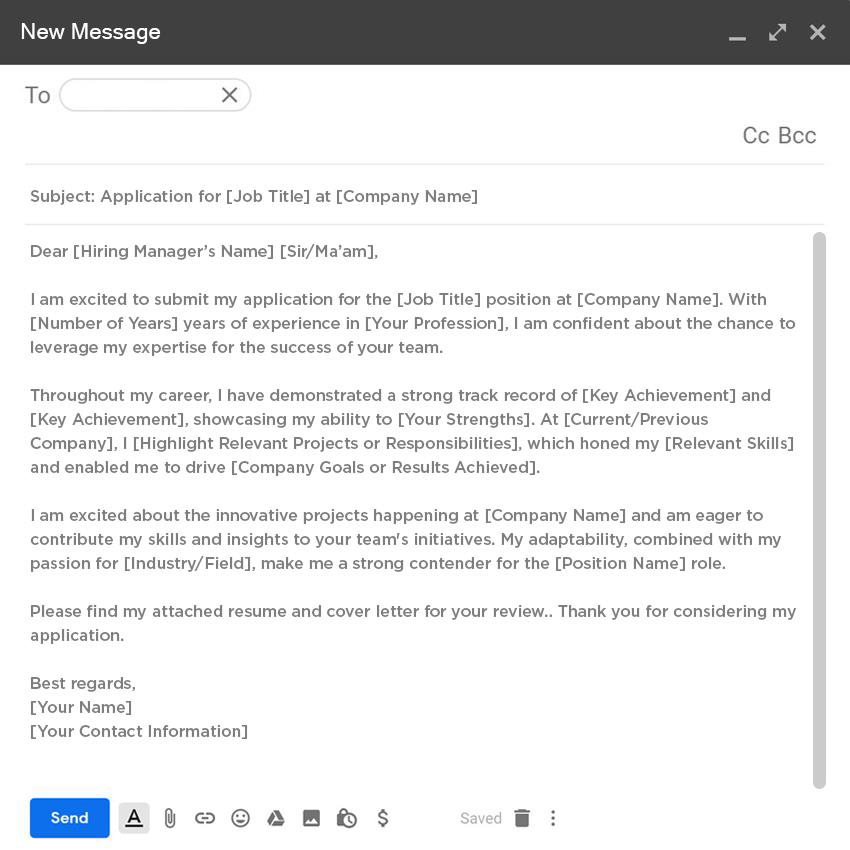 New Message
To
Cc Bcc
Subject: Application for [Job Title] at [Company Name]
Dear [Hiring Manager’s Name] [Sir/Ma’am],
I am excited to submit my application for the [Job Title] position at [Company Name]. With
[Number of Years] years of experience in [Your Profession], I am confident about the chance to
leverage my expertise for the success of your team.
Throughout my career, I have demonstrated a strong track record of [Key Achievement] and
[Key Achievement], showcasing my ability to [Your Strengths]. At [Current/Previous
Company], I [Highlight Relevant Projects or Responsibilities], which honed my [Relevant Skills]
and enabled me to drive [Company Goals or Results Achieved].
I am excited about the innovative projects happening at [Company Name] and am eager to
contribute my skills and insights to your team's initiatives. My adaptability, combined with my
passion for [Industry/Field], make me a strong contender for the [Position Name] role.
Please find my attached resume and cover letter for your review.. Thank you for considering my
application.
Best regards,
[Your Name]
[Your Contact Information]
Send A $ Saved